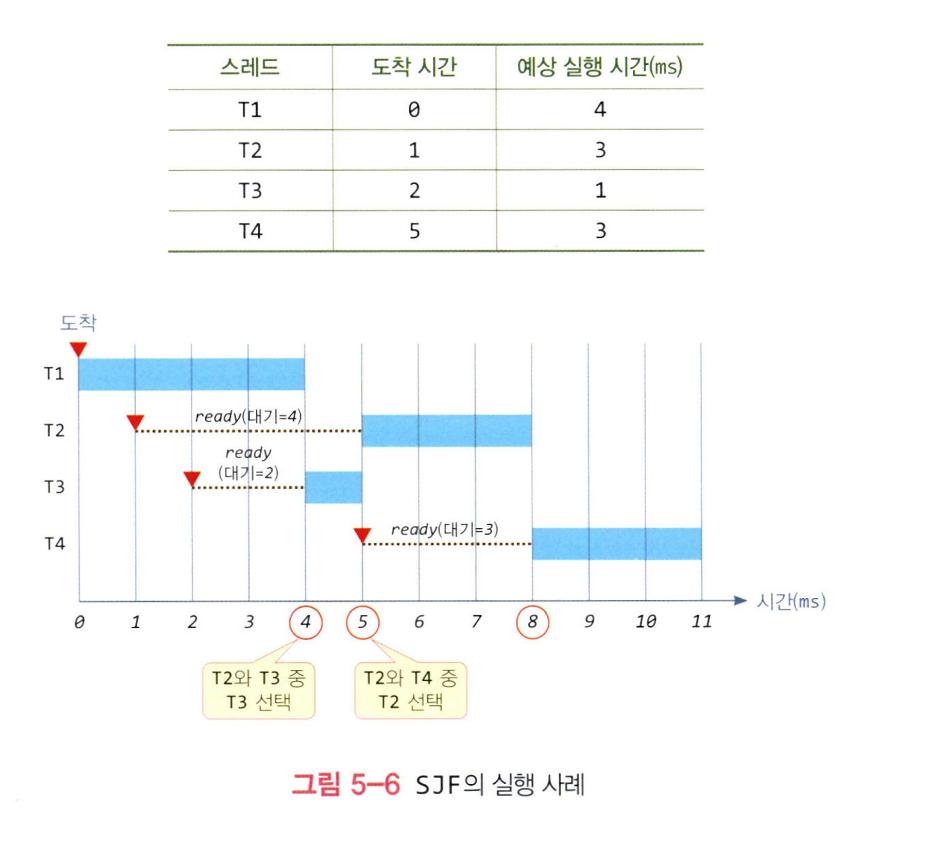 스레드 도착 시간 예상 실행 시간(ms)
T1 0 4
T2 1 3
T3 2 1
T4 5 3
도착
T1
T2 ready(대기=4)
ready
T3 (대기=2)
T4 ready(대기=3)
0 1 2 3 4 5 6 7 8 9 10 11 시간(ms)
T2와 T3 중
T3 선택
T2와 T4 중
T2 선택
그림 5-6 SJF의 실행 사례